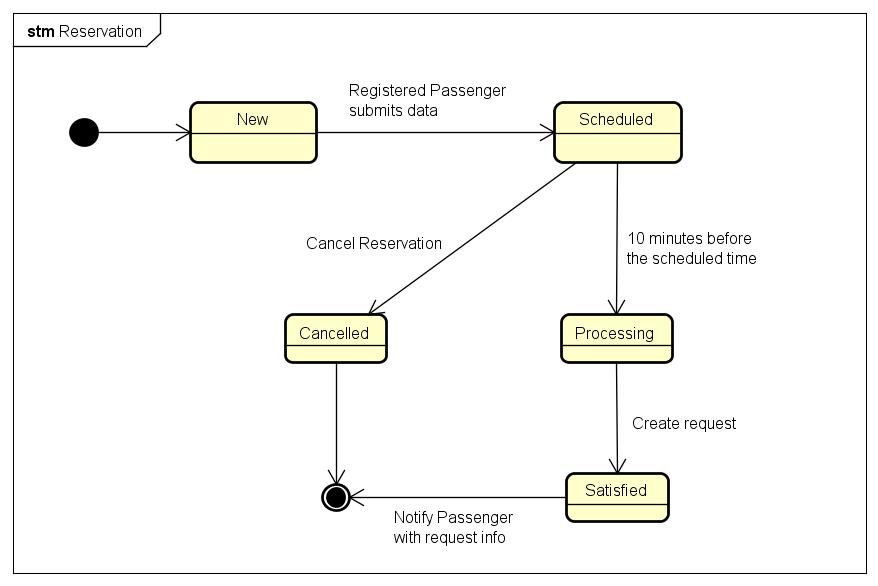 stm Reservation
Registered Passenger
submits data
New
Scheduled
Cancel Reservation
10 minutes before
the scheduled time
Cancelled
Processing
Create request
Satisfied
Notify Passenger
with request info